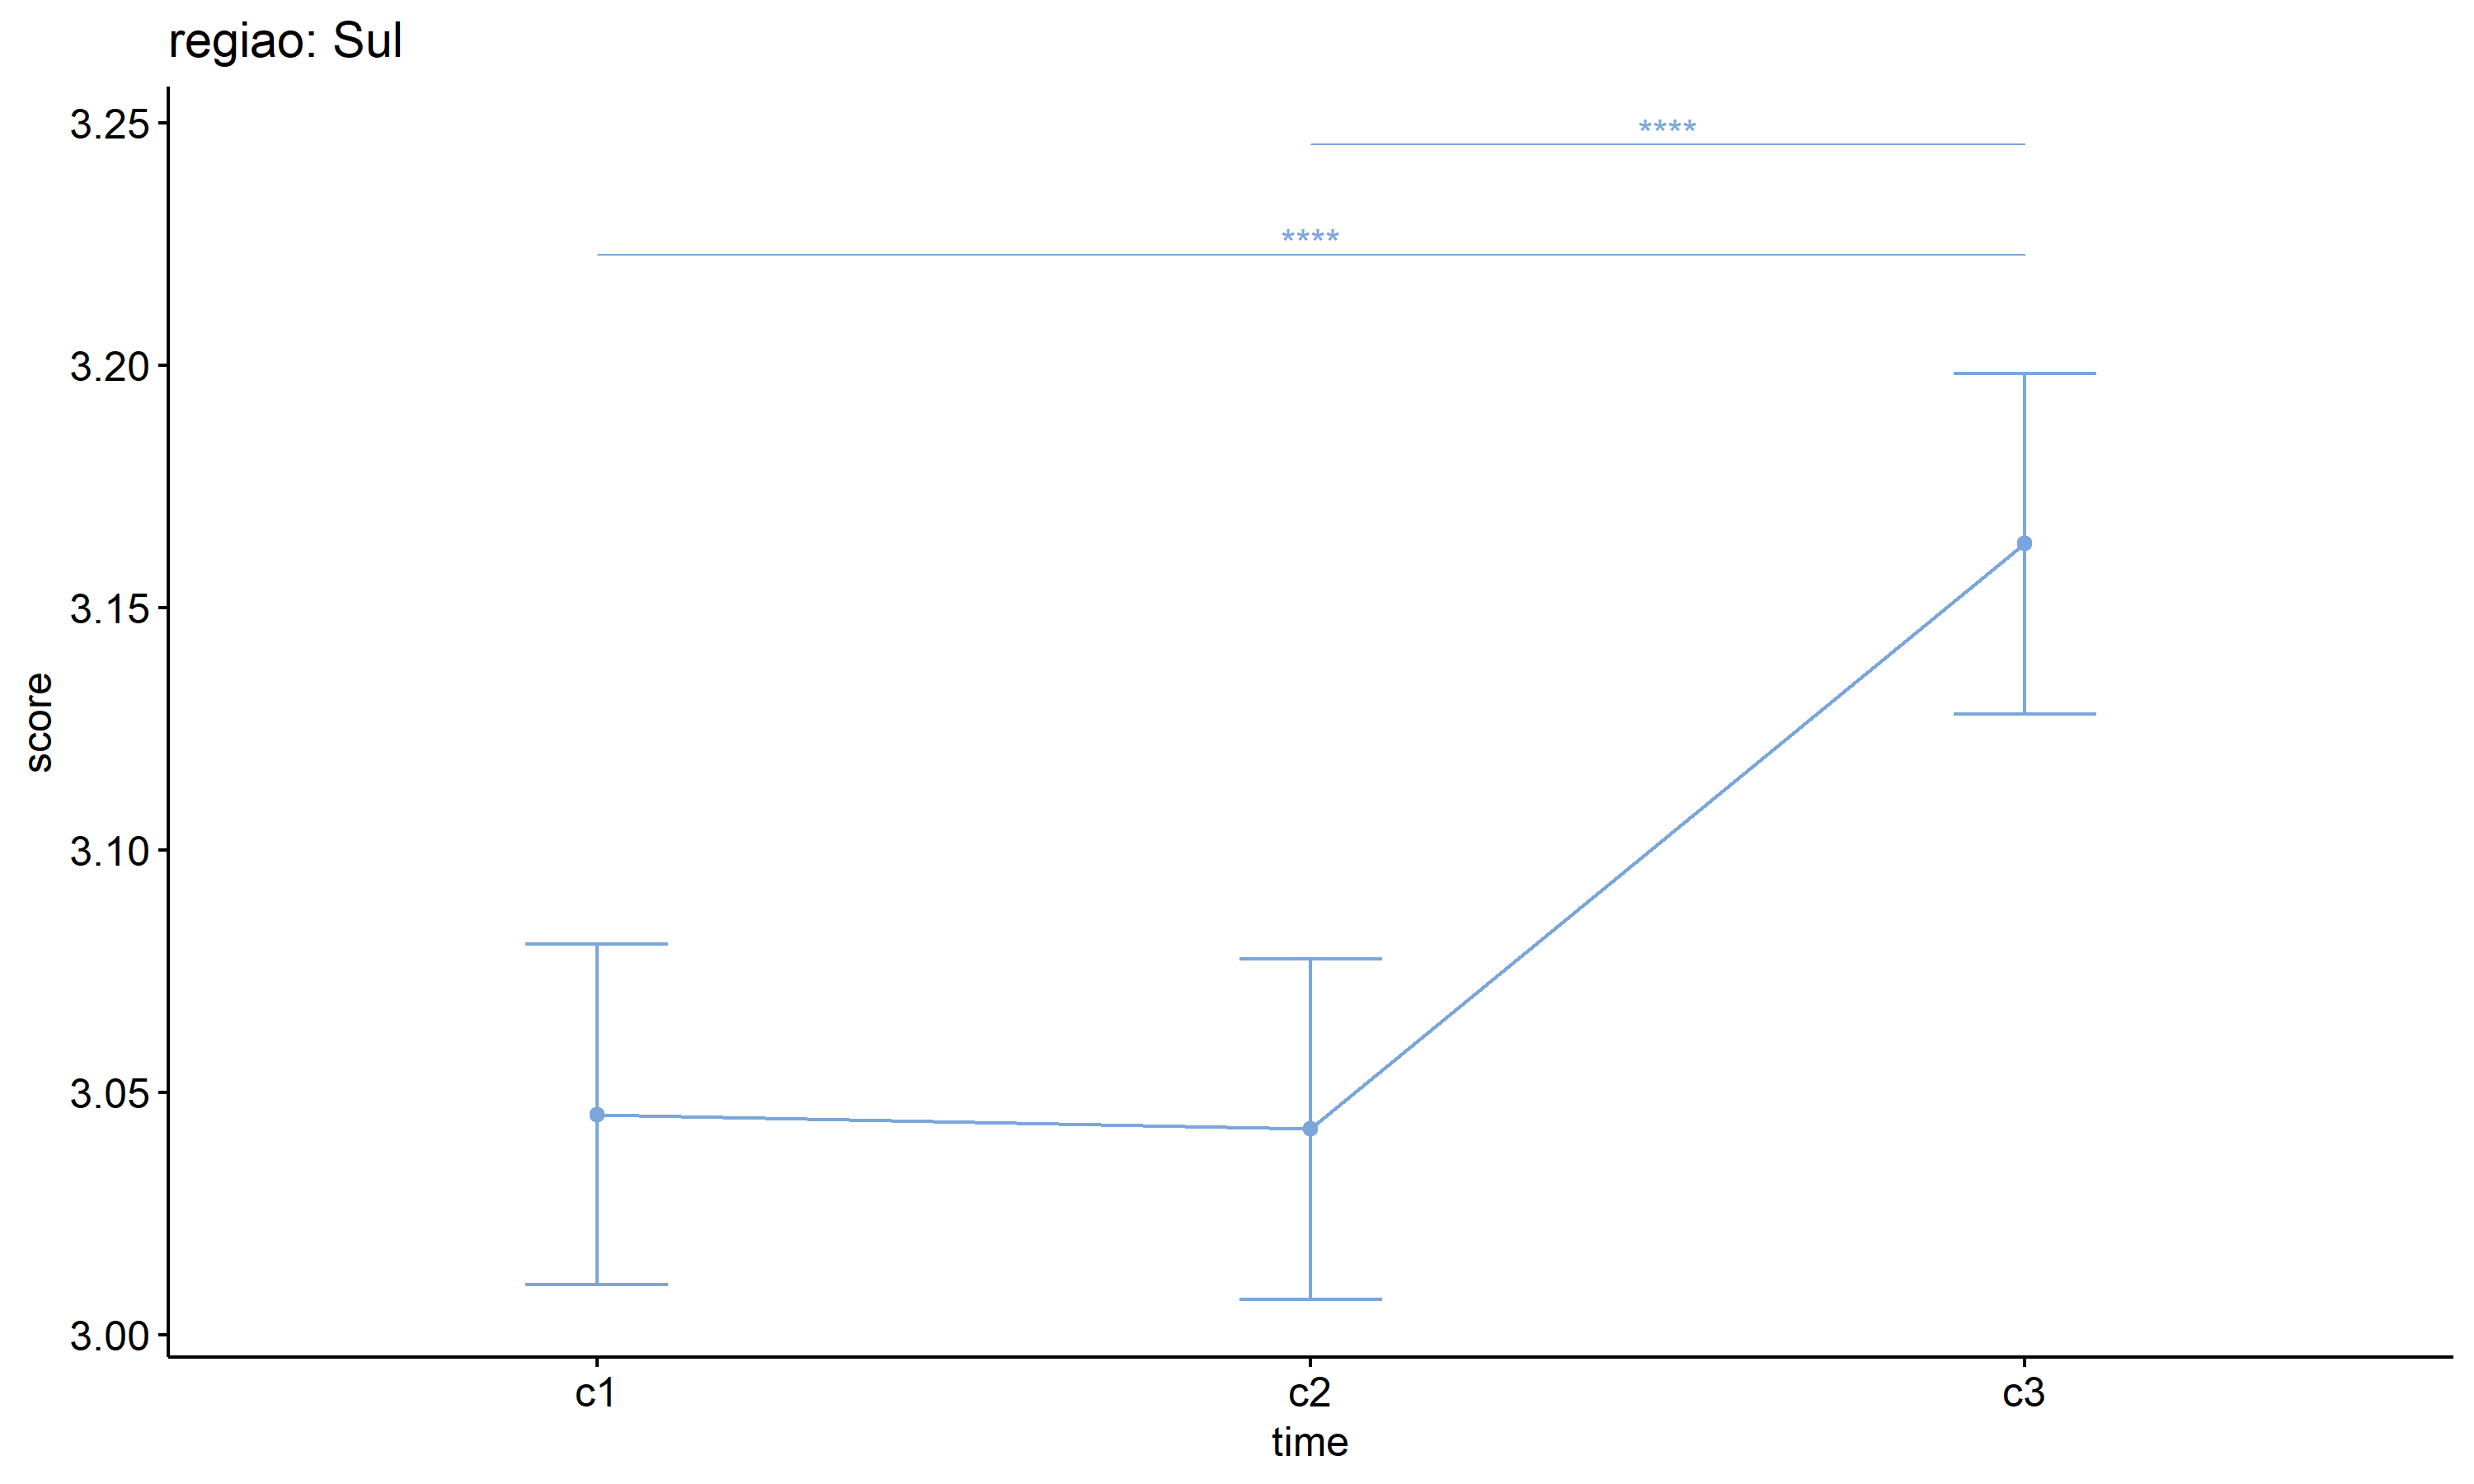 regiao: Sul
3.25
3.20
3.15
3.10
3.05
3.00
score
****
****
c1
c2
c3
time